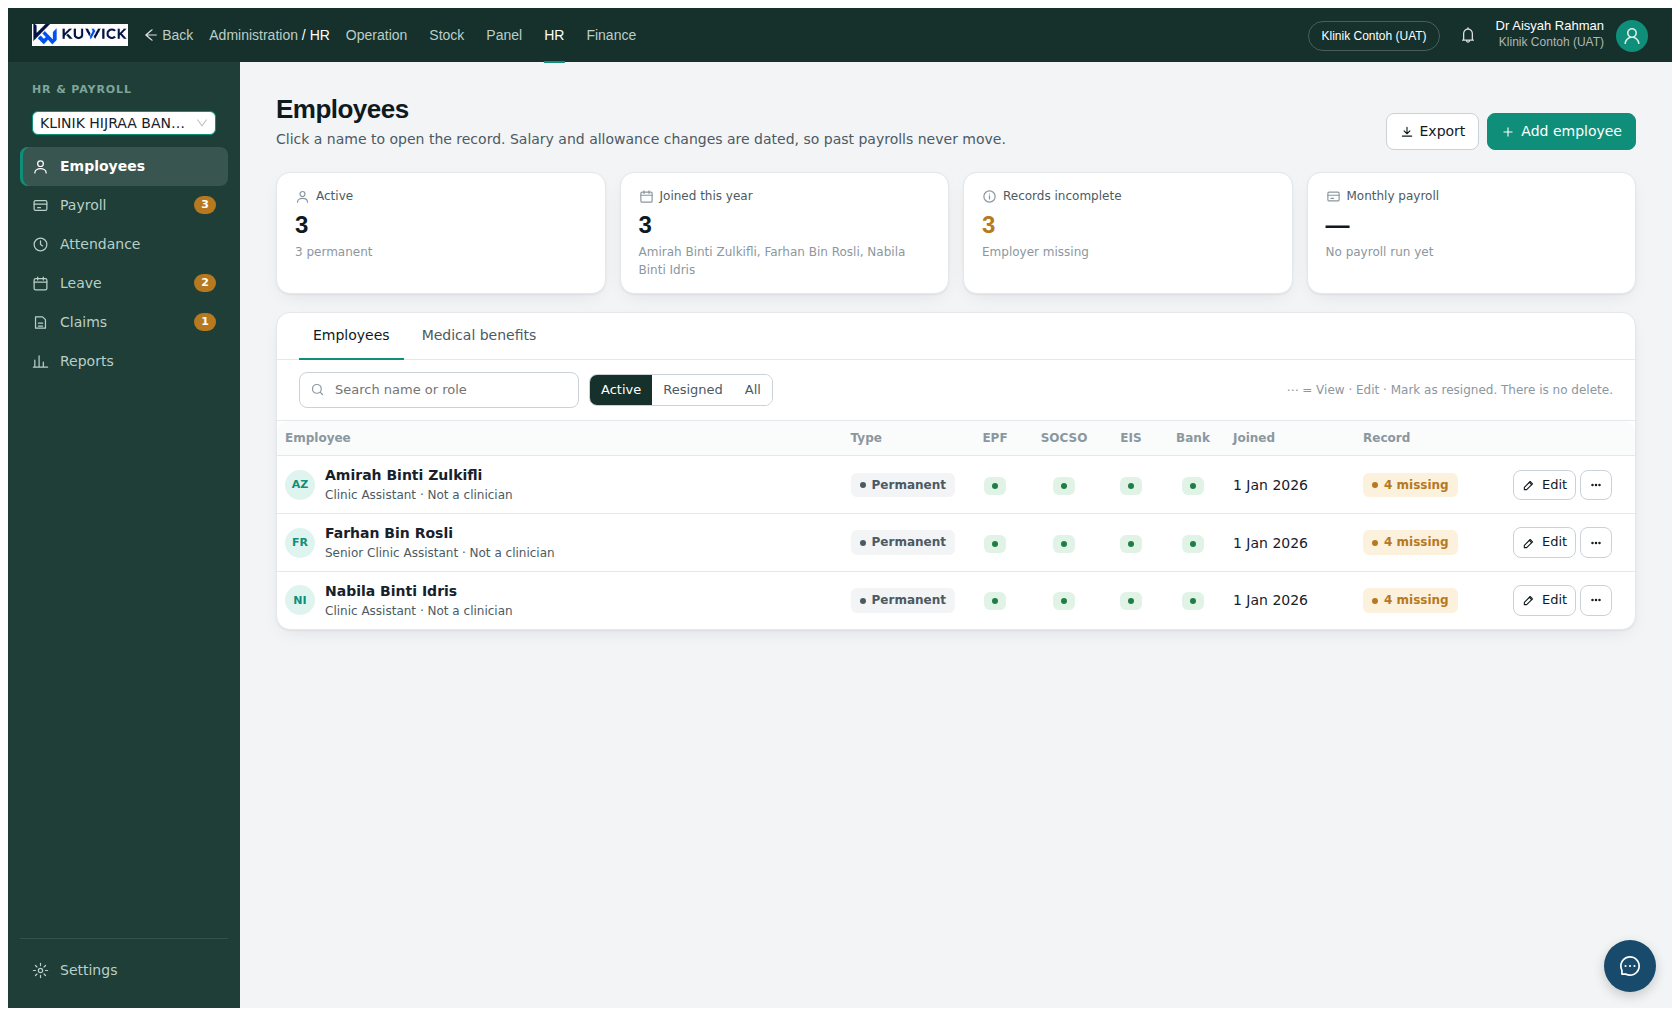 KUWICK
Back
Administration / HR
Operation
Stock
Panel
HR
Finance
Klinik Contoh (UAT)
Dr Aisyah Rahman
Klinik Contoh (UAT)
HR & PAYROLL
KLINIK HIJRAA BAN...
Employees
Payroll 3
Attendance
Leave 2
Claims 1
Reports
Settings
Employees
Click a name to open the record. Salary and allowance changes are dated, so past payrolls never move.
Export
+ Add employee
Active
3
3 permanent
Joined this year
3
Amirah Binti Zulkifli, Farhan Bin Rosli, Nabila
Binti Idris
Records incomplete
3
Employer missing
Monthly payroll
—
No payroll run yet
Employees
Medical benefits
Search name or role
Active
Resigned
All
··· = View · Edit · Mark as resigned. There is no delete.
Employee Type EPF SOCSO EIS Bank Joined Record
AZ
Amirah Binti Zulkifli
Clinic Assistant · Not a clinician
Permanent
1 Jan 2026
4 missing
Edit
···
FR
Farhan Bin Rosli
Senior Clinic Assistant · Not a clinician
Permanent
1 Jan 2026
4 missing
Edit
···
NI
Nabila Binti Idris
Clinic Assistant · Not a clinician
Permanent
1 Jan 2026
4 missing
Edit
···